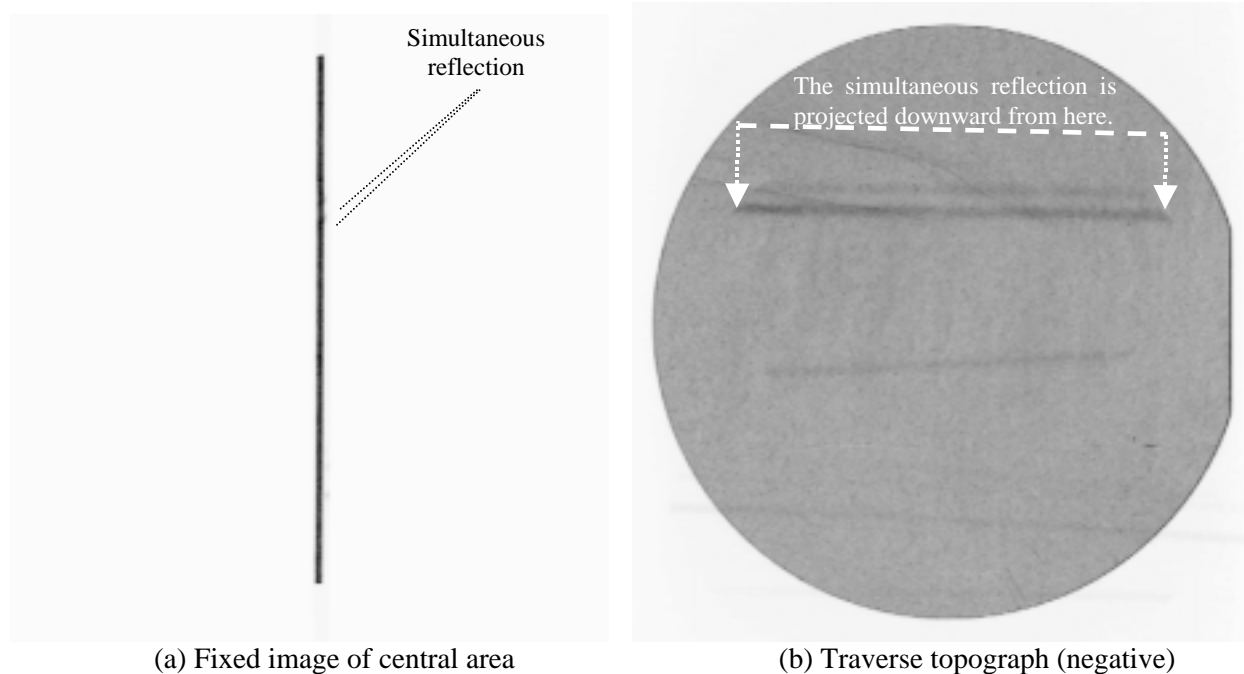 Simultaneous
reflection
The simultaneous reflection is
projected downward from here.
(a) Fixed image of central area
(b) Traverse topograph (negative)